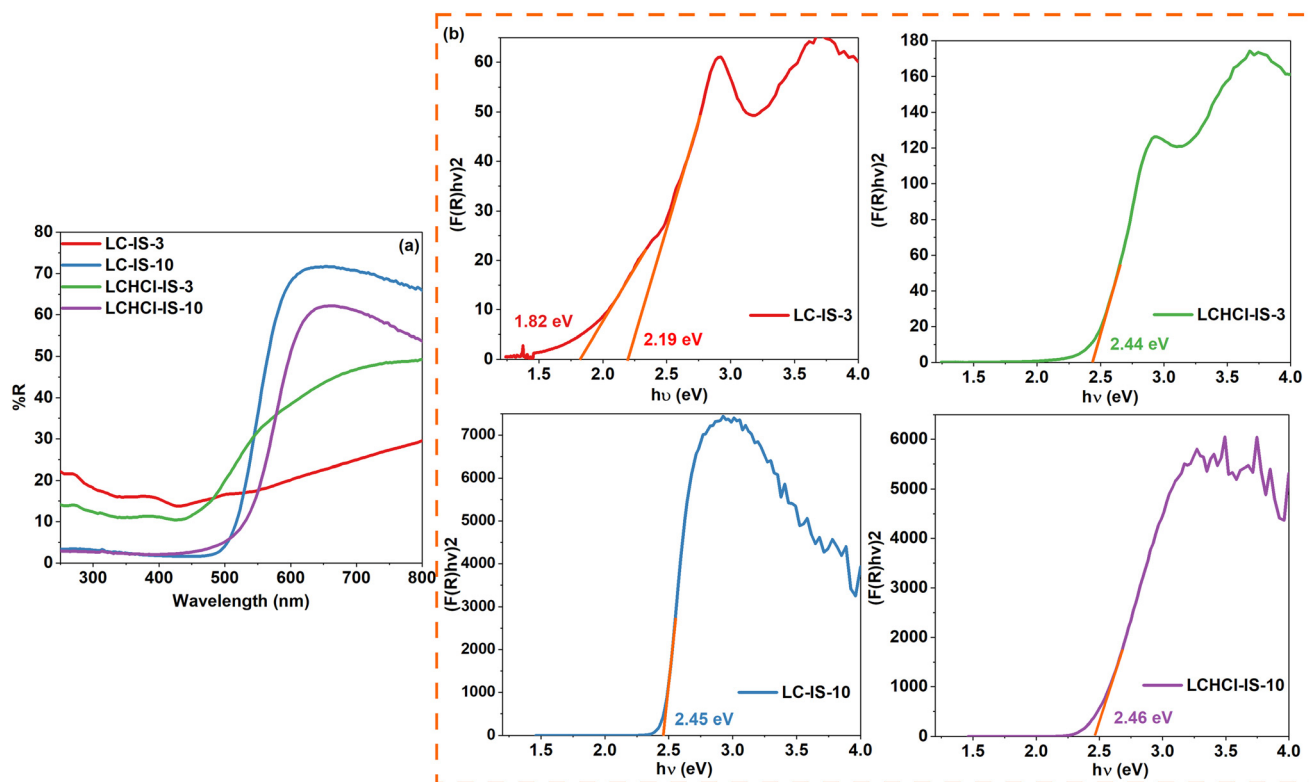 (a)
LC-IS-3
LC-IS-10
LCHCl-IS-3
LCHCl-IS-10
80
70
60
50
40
30
20
10
0
%R
300 400 500 600 700 800
Wavelength (nm)
(b)
60
50
40
30
20
10
0
(F(R)hv)2
1.82 eV
2.19 eV
LC-IS-3
1.5 2.0 2.5 3.0 3.5 4.0
hυ (eV)
180
160
140
120
100
80
60
40
20
0
(F(R)hv)2
LCHCl-IS-3
2.44 eV
1.5 2.0 2.5 3.0 3.5 4.0
hν (eV)
7000
6000
5000
4000
3000
2000
1000
0
(F(R)hv)2
LC-IS-10
2.45 eV
1.5 2.0 2.5 3.0 3.5 4.0
hν (eV)
6000
5000
4000
3000
2000
1000
0
(F(R)hv)2
LCHCl-IS-10
2.46 eV
1.5 2.0 2.5 3.0 3.5 4.0
hν (eV)